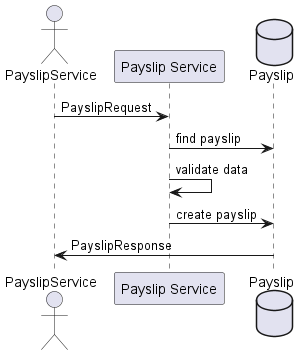 PayslipService
Payslip Service
Payslip
PayslipRequest
find payslip
validate data
create payslip
PayslipResponse
PayslipService
Payslip Service
Payslip